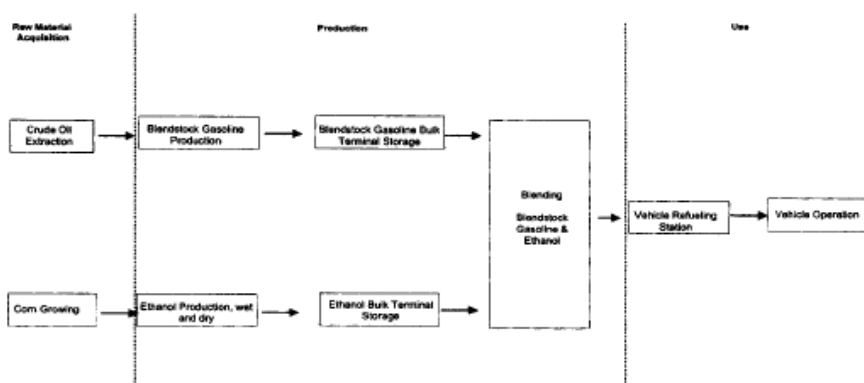 Raw Material
Acquisition
Production
Use
Crude Oil
Extraction
Blendstock Gasoline
Production
Blendstock Gasoline Bulk
Terminal Storage
Blending
Blendstock
Gasoline &
Ethanol
Vehicle Refueling
Station
Vehicle Operation
Corn Growing
Ethanol Production, wet
and dry
Ethanol Bulk Terminal
Storage